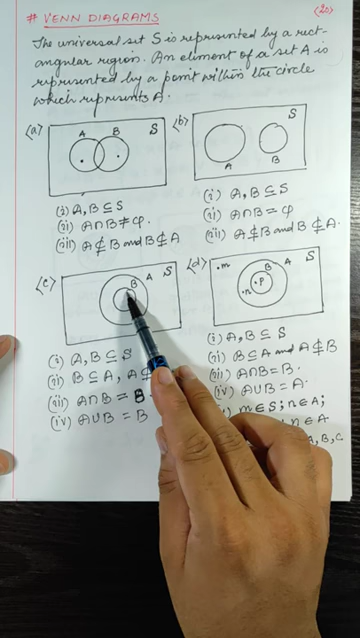 # VENN DIAGRAMS
(20)
The universal set S is represented by a rect-
angular region. An element of a set A is
represented by a point within the circle
which represents A.
(a)
A B S
(i) A, B ⊆ S
(ii) A∩B ≠ φ.
(iii) A ⊈ B and B ⊈ A
(b)
S
A B
(i) A, B ⊆ S
(ii) A∩B = φ
(iii) A ⊈ B and B ⊈ A.
(c)
B A S
(i) A, B ⊆ S
(ii) B ⊆ A, A
(iii) A∩B = B
(iv) A∪B = B
(d)
.m B A S
.n .p
(i) A, B ⊆ S
(ii) B ⊆ A and A ⊈ B
(iii) A∩B = B.
(iv) A∪B = A.
m ∈ S; n ∈ A;
n ∈ A
A, B, C